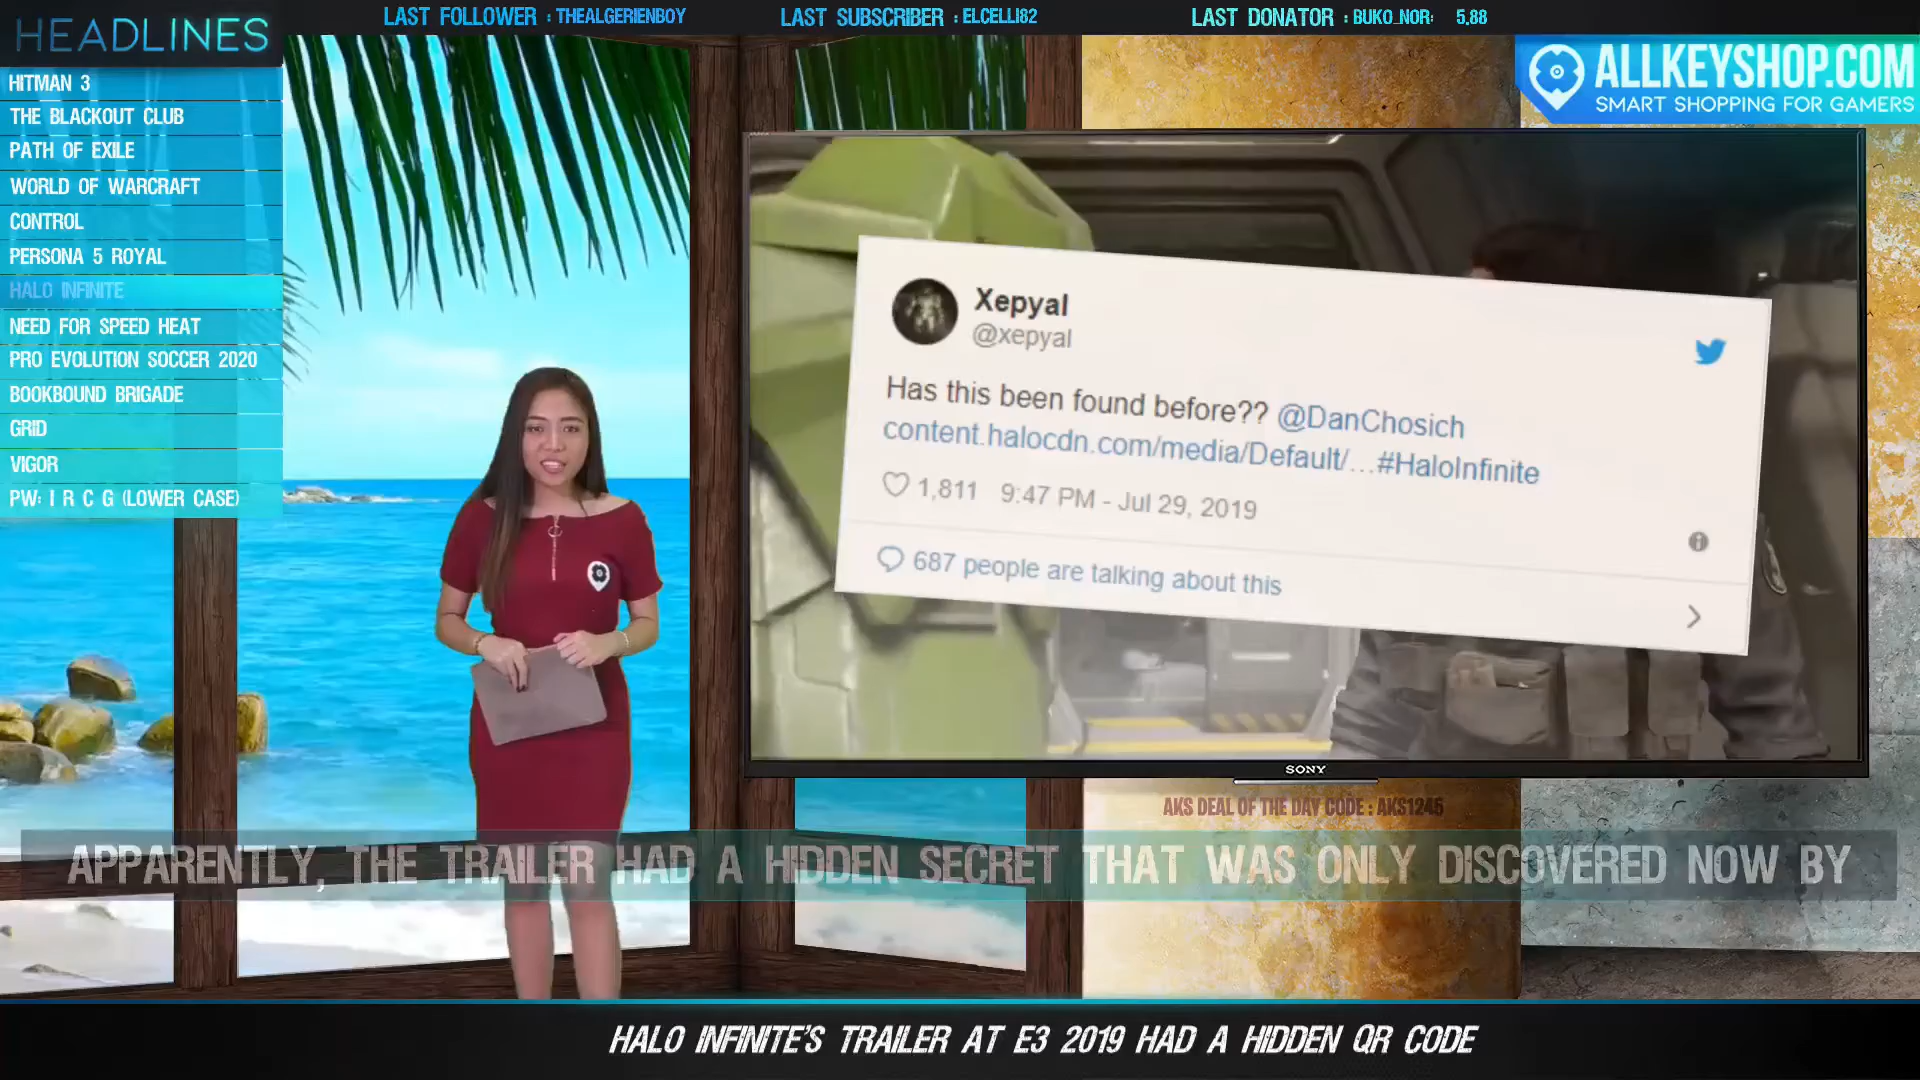 HEADLINES
LAST FOLLOWER : THEALGERIENBOY
LAST SUBSCRIBER : ELCELLI82
LAST DONATOR : BUKO_NOR: 5,88
ALLKEYSHOP.COM
SMART SHOPPING FOR GAMERS
HITMAN 3
THE BLACKOUT CLUB
PATH OF EXILE
WORLD OF WARCRAFT
CONTROL
PERSONA 5 ROYAL
HALO INFINITE
NEED FOR SPEED HEAT
PRO EVOLUTION SOCCER 2020
BOOKBOUND BRIGADE
GRID
VIGOR
PW: I R C G (LOWER CASE)
Xepyal
@xepyal
Has this been found before?? @DanChosich
content.halocdn.com/media/Default/…#HaloInfinite
1,811 9:47 PM - Jul 29, 2019
687 people are talking about this
SONY
AKS DEAL OF THE DAY CODE : AKS1245
APPARENTLY, THE TRAILER HAD A HIDDEN SECRET THAT WAS ONLY DISCOVERED NOW BY
HALO INFINITE'S TRAILER AT E3 2019 HAD A HIDDEN QR CODE